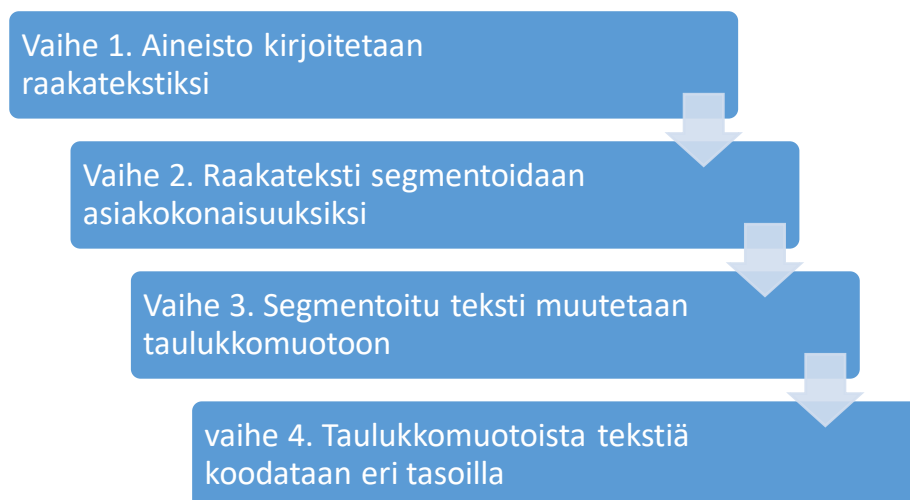 Vaihe 1. Aineisto kirjoitetaan
raakatekstiksi
Vaihe 2. Raakateksti segmentoidaan
asiakokonaisuuksiksi
Vaihe 3. Segmentoitu teksti muutetaan
taulukkomuotoon
vaihe 4. Taulukkomuotoista tekstiä
koodataan eri tasoilla